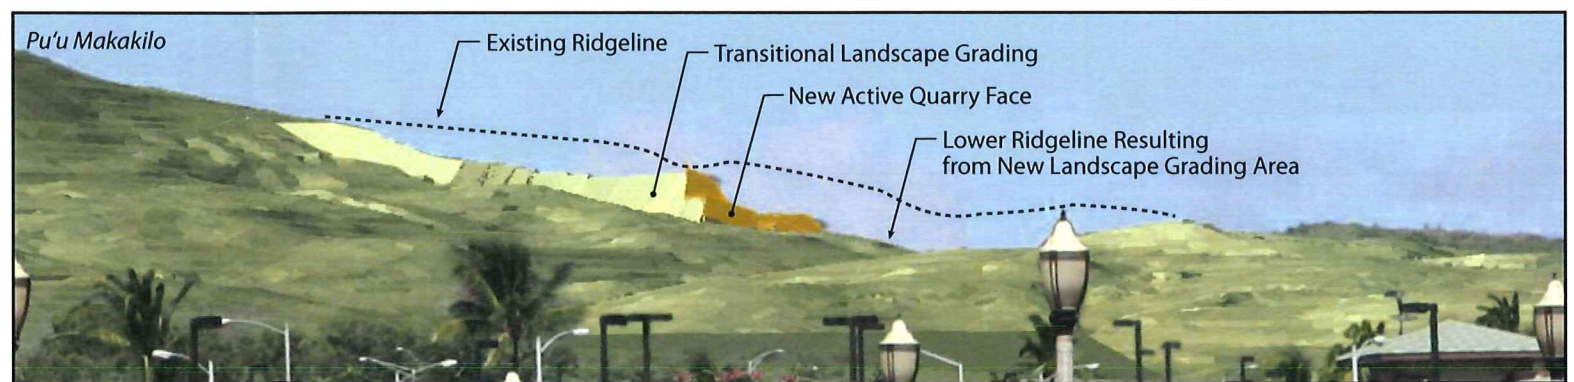 Pu'u Makakilo
Existing Ridgeline
Transitional Landscape Grading
New Active Quarry Face
Lower Ridgeline Resulting
from New Landscape Grading Area